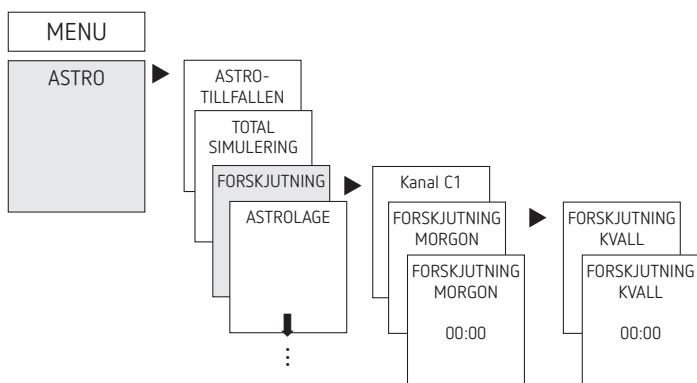 MENU
ASTRO
ASTRO-
TILLFALLEN
TOTAL
SIMULERING
FORSKJUTNING
ASTROLAGE
Kanal C1
FORSKJUTNING
MORGON
FORSKJUTNING
MORGON
00:00
FORSKJUTNING
KVALL
FORSKJUTNING
KVALL
00:00